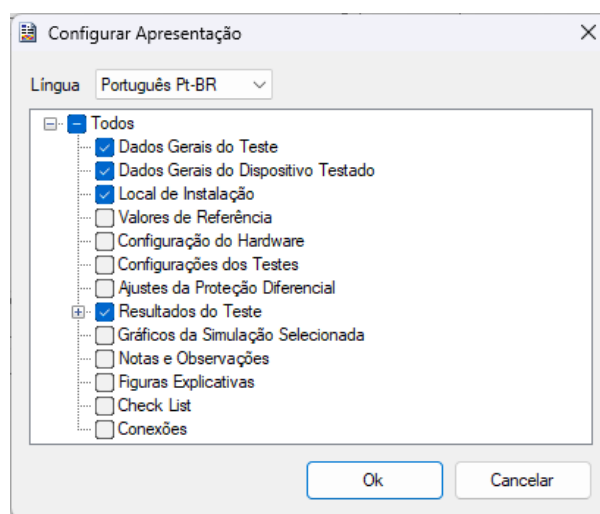 Configurar Apresentação
Língua Português Pt-BR
Todos
Dados Gerais do Teste
Dados Gerais do Dispositivo Testado
Local de Instalação
Valores de Referência
Configuração do Hardware
Configurações dos Testes
Ajustes da Proteção Diferencial
Resultados do Teste
Gráficos da Simulação Selecionada
Notas e Observações
Figuras Explicativas
Check List
Conexões
Ok Cancelar